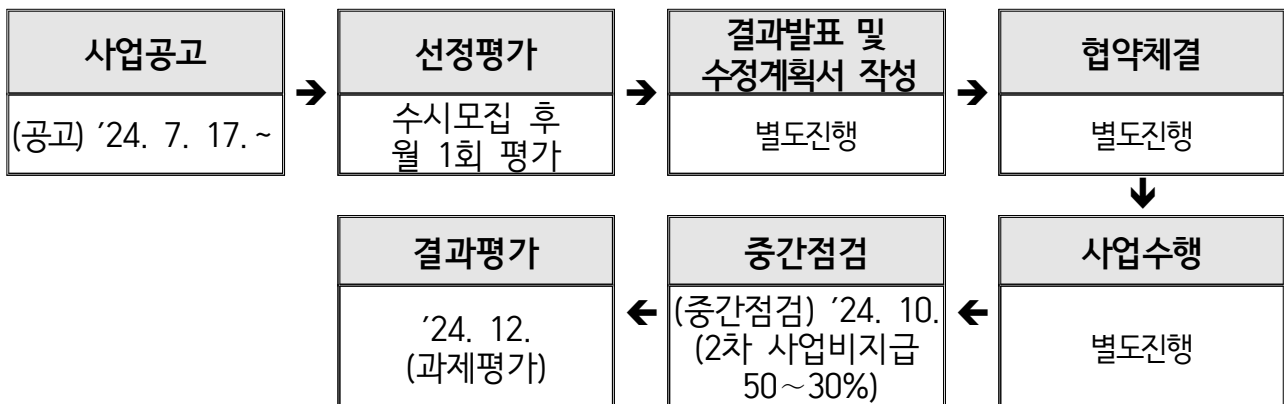 사업공고
(공고) ’24. 7. 17. ~
➔
선정평가
수시모집 후
월 1회 평가
➔
결과발표 및
수정계획서 작성
별도진행
➔
협약체결
별도진행
🡻
사업수행
별도진행
🡸
중간점검
(중간점검) ’24. 10.
(2차 사업비지급
50∼30%)
🡸
결과평가
’24. 12.
(과제평가)